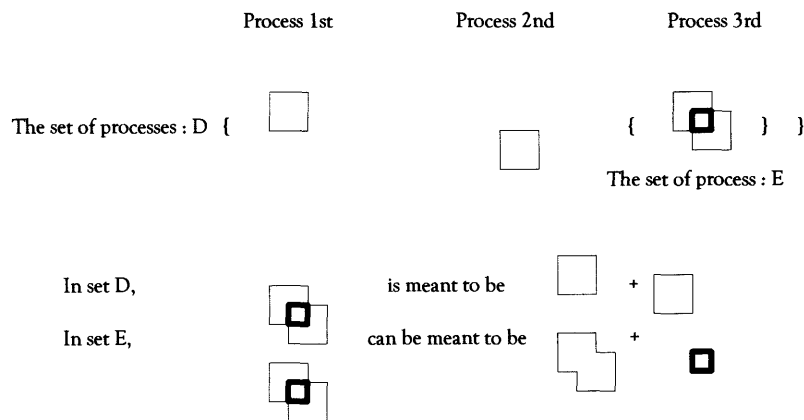 Process 1st Process 2nd Process 3rd
The set of processes : D { { } }
The set of process : E
In set D, is meant to be +
In set E, can be meant to be +